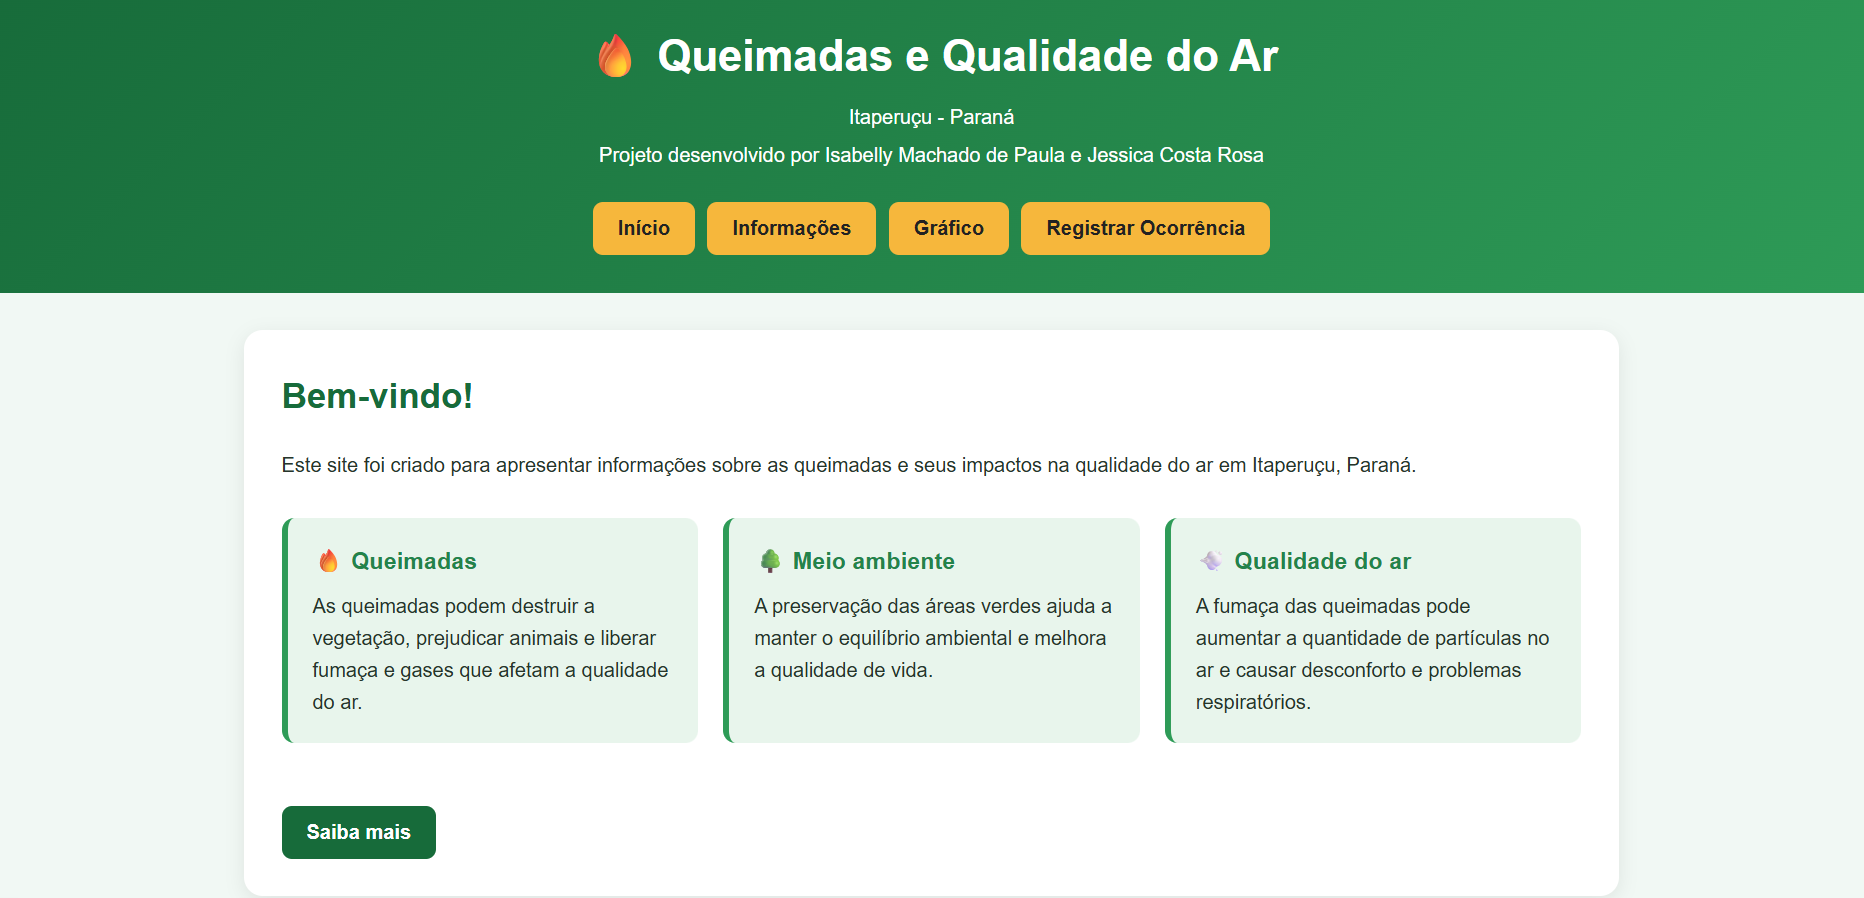 Queimadas e Qualidade do Ar
Itaperuçu - Paraná
Projeto desenvolvido por Isabelly Machado de Paula e Jessica Costa Rosa
Início
Informações
Gráfico
Registrar Ocorrência
Bem-vindo!
Este site foi criado para apresentar informações sobre as queimadas e seus impactos na qualidade do ar em Itaperuçu, Paraná.
Queimadas
As queimadas podem destruir a
vegetação, prejudicar animais e liberar
fumaça e gases que afetam a qualidade
do ar.
Meio ambiente
A preservação das áreas verdes ajuda a
manter o equilíbrio ambiental e melhora
a qualidade de vida.
Qualidade do ar
A fumaça das queimadas pode
aumentar a quantidade de partículas no
ar e causar desconforto e problemas
respiratórios.
Saiba mais